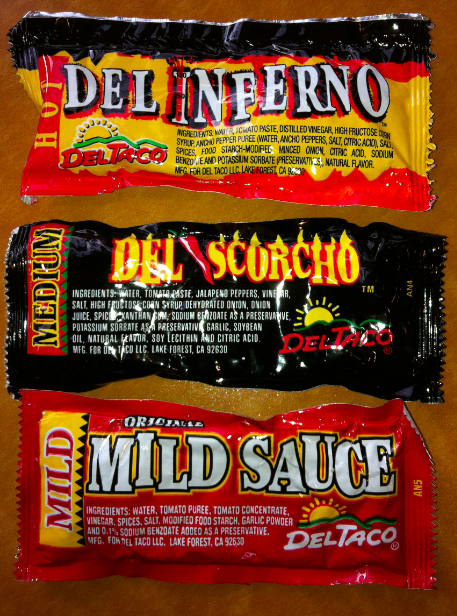 HOT
DEL INFERNO
INGREDIENTS: WATER, TOMATO PASTE, DISTILLED VINEGAR, HIGH FRUCTOSE CORN
SYRUP, ANCHO PEPPER PUREE (WATER, ANCHO PEPPERS, SALT, CITRIC ACID), SALT,
SPICES, FOOD STARCH-MODIFIED, MINCED ONION, CITRIC ACID, SODIUM
BENZOATE AND POTASSIUM SORBATE (PRESERVATIVES), NATURAL FLAVOR.
MFG. FOR DEL TACO LLC. LAKE FOREST, CA 92630
DEL TACO
MEDIUM
DEL SCORCHO TM
INGREDIENTS: WATER, TOMATO PASTE, JALAPENO PEPPERS, VINEGAR,
SALT, HIGH FRUCTOSE CORN SYRUP, DEHYDRATED ONION, ONION
JUICE, SPICE, XANTHAN GUM, SODIUM BENZOATE AND
POTASSIUM SORBATE AS A PRESERVATIVE, GARLIC, SOYBEAN
OIL, NATURAL FLAVOR, SOY LECITHIN AND CITRIC ACID.
MFG. FOR DEL TACO LLC. LAKE FOREST, CA 92630
DEL TACO
AN4
MILD
ORIGINAL
MILD SAUCE
INGREDIENTS: WATER, TOMATO PUREE, TOMATO CONCENTRATE,
VINEGAR, SPICES, SALT, MODIFIED FOOD STARCH, GARLIC POWDER
AND 0.1% SODIUM BENZOATE ADDED AS A PRESERVATIVE.
MFG. FOR DEL TACO LLC. LAKE FOREST, CA 92630
DEL TACO ®
AN5